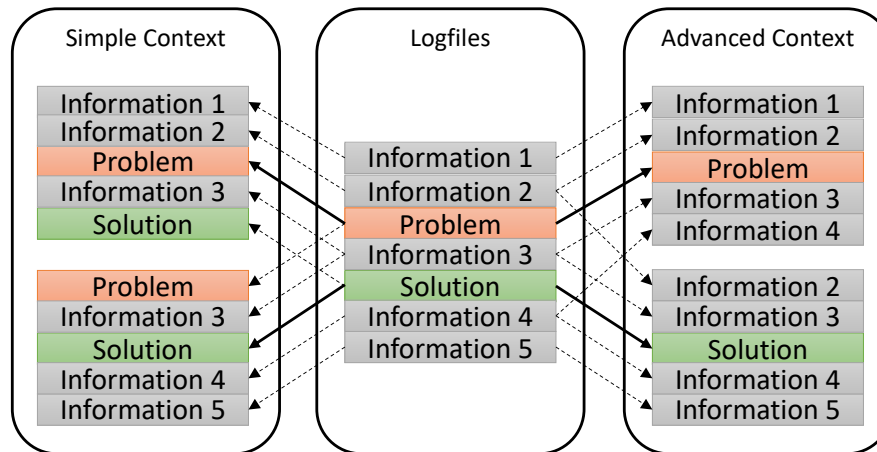 Simple Context
Information 1
Information 2
Problem
Information 3
Solution
Problem
Information 3
Solution
Information 4
Information 5
Logfiles
Information 1
Information 2
Problem
Information 3
Solution
Information 4
Information 5
Advanced Context
Information 1
Information 2
Problem
Information 3
Information 4
Information 2
Information 3
Solution
Information 4
Information 5